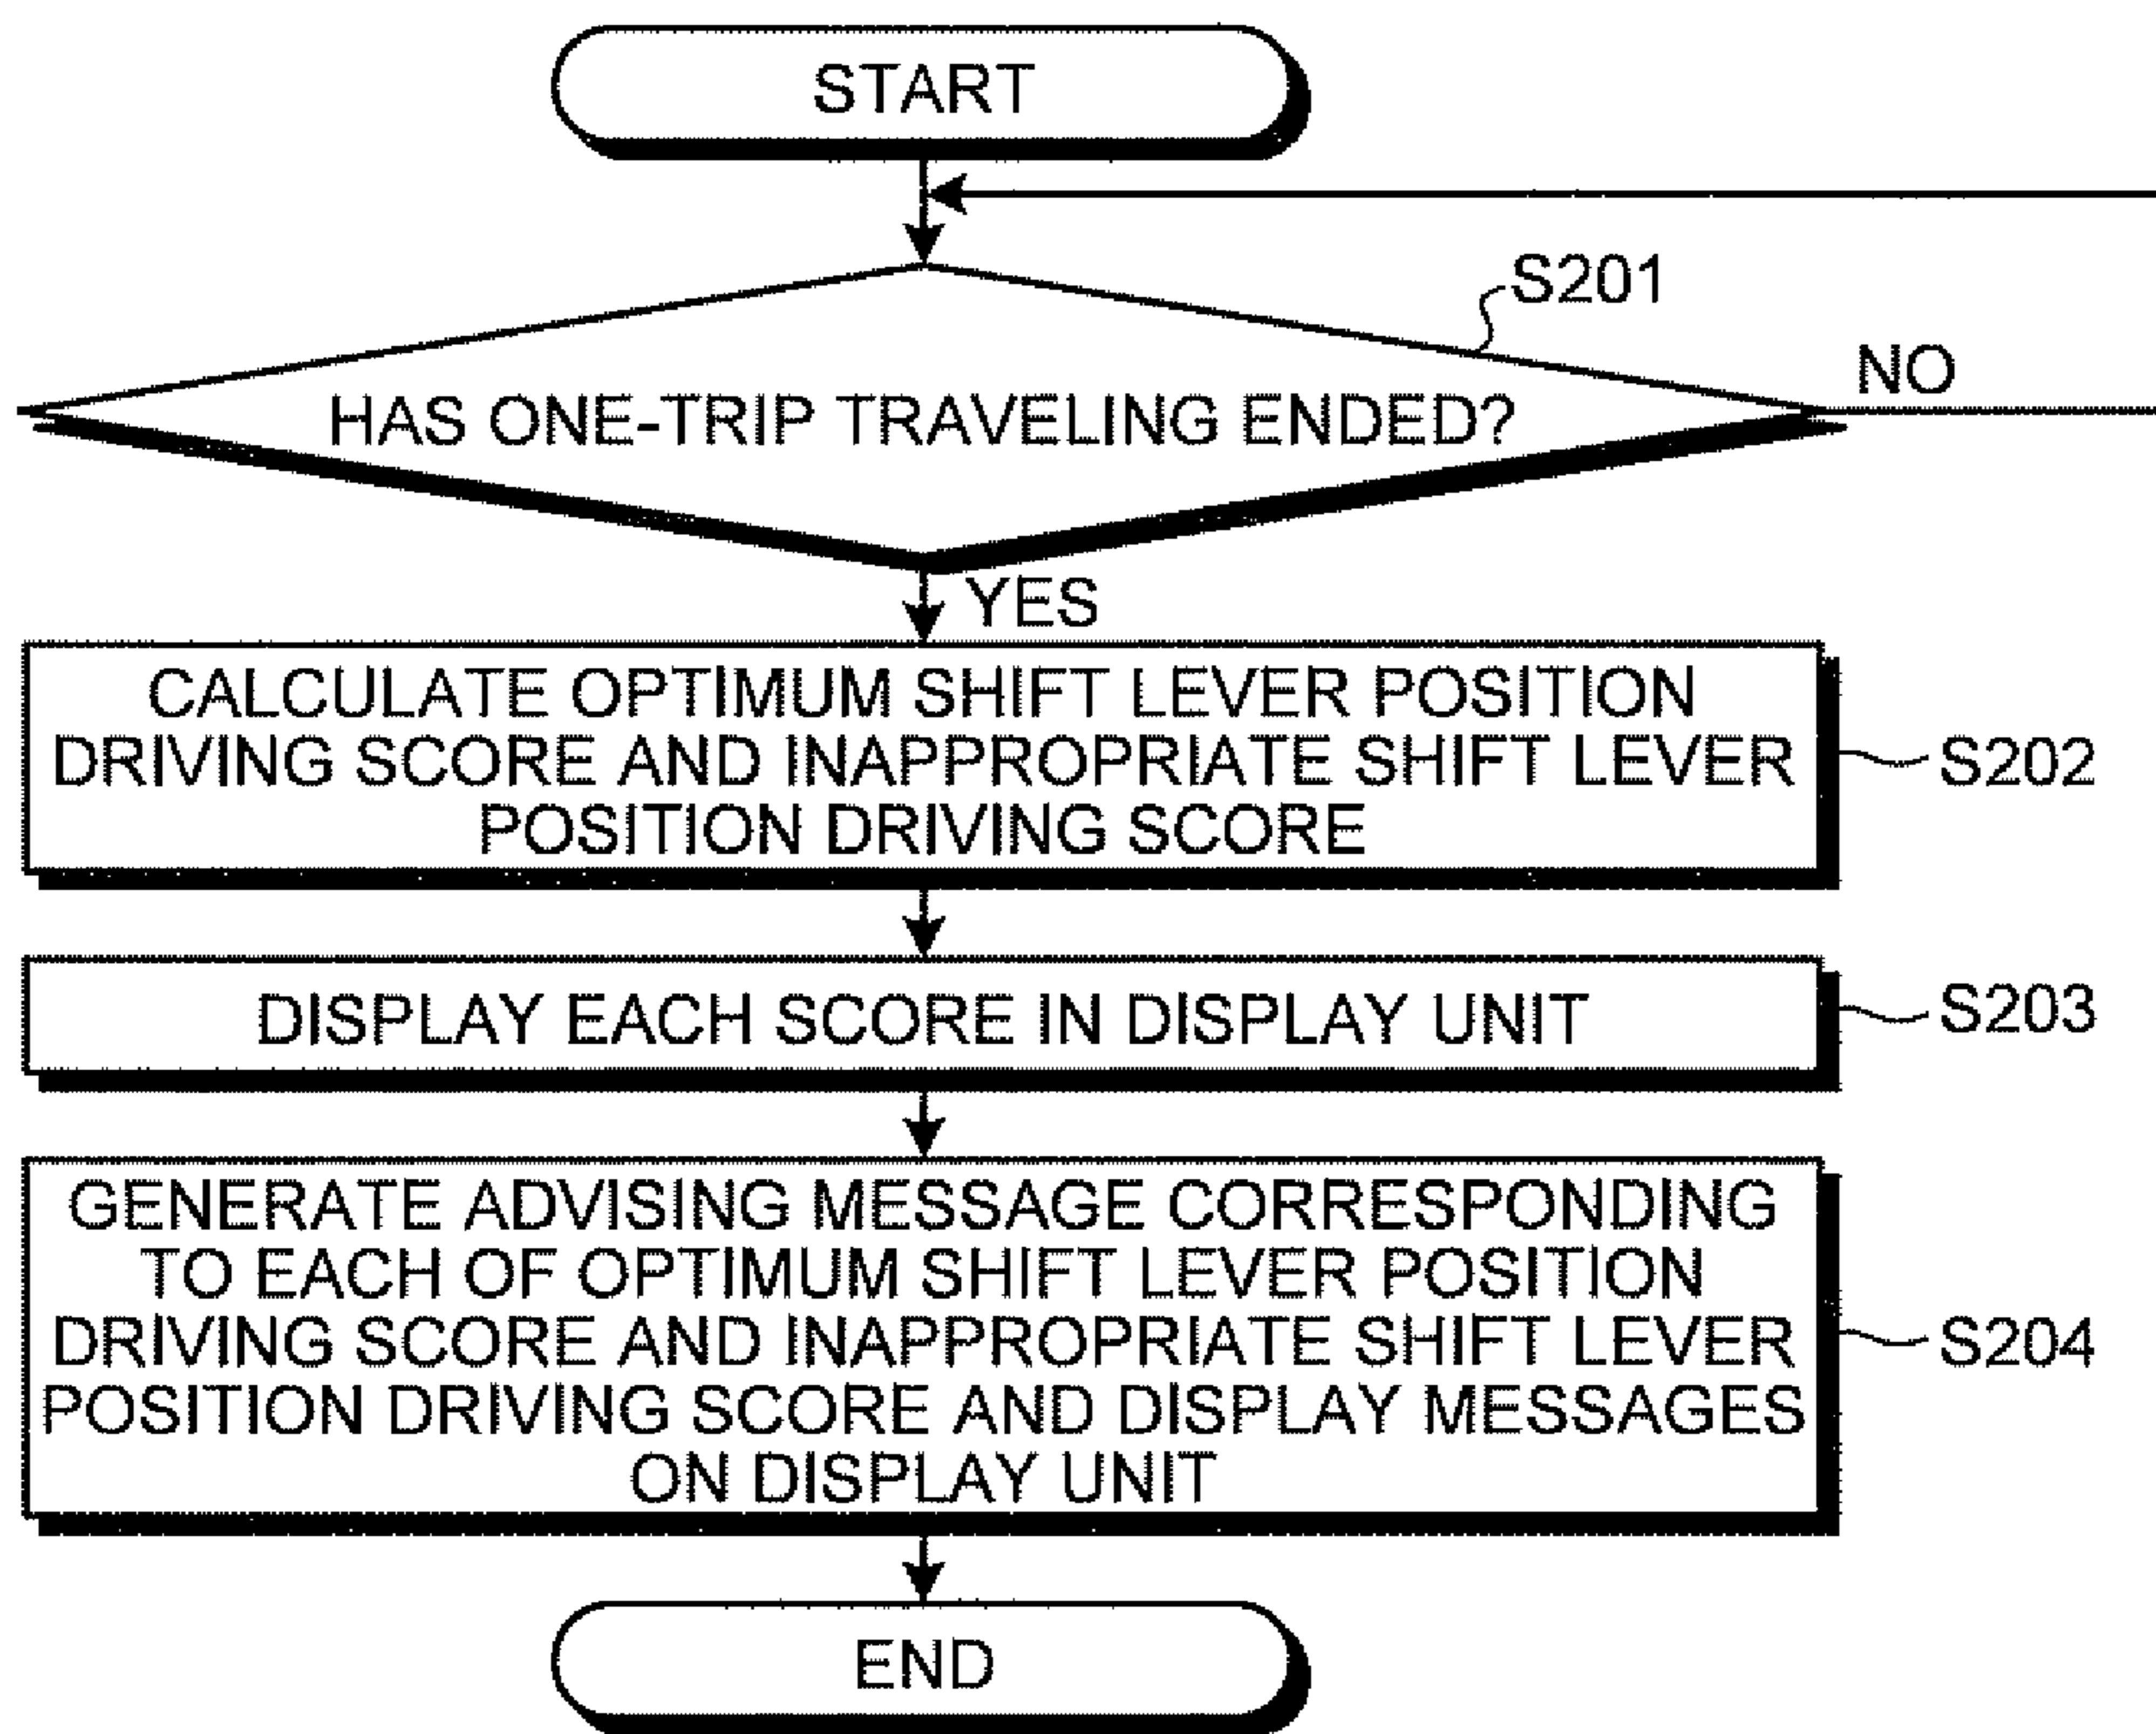 START
S201
NO
HAS ONE-TRIP TRAVELING ENDED?
YES
CALCULATE OPTIMUM SHIFT LEVER POSITION
DRIVING SCORE AND INAPPROPRIATE SHIFT LEVER
POSITION DRIVING SCORE
S202
DISPLAY EACH SCORE IN DISPLAY UNIT
S203
GENERATE ADVISING MESSAGE CORRESPONDING
TO EACH OF OPTIMUM SHIFT LEVER POSITION
DRIVING SCORE AND INAPPROPRIATE SHIFT LEVER
POSITION DRIVING SCORE AND DISPLAY MESSAGES
ON DISPLAY UNIT
S204
END